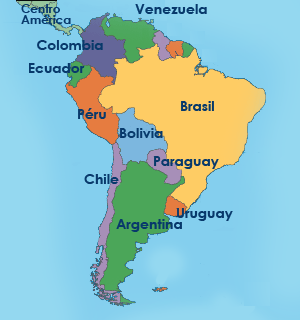 Centro
América
Venezuela
Colombia
Ecuador
Péru
Brasil
Bolivia
Paraguay
Chile
Uruguay
Argentina